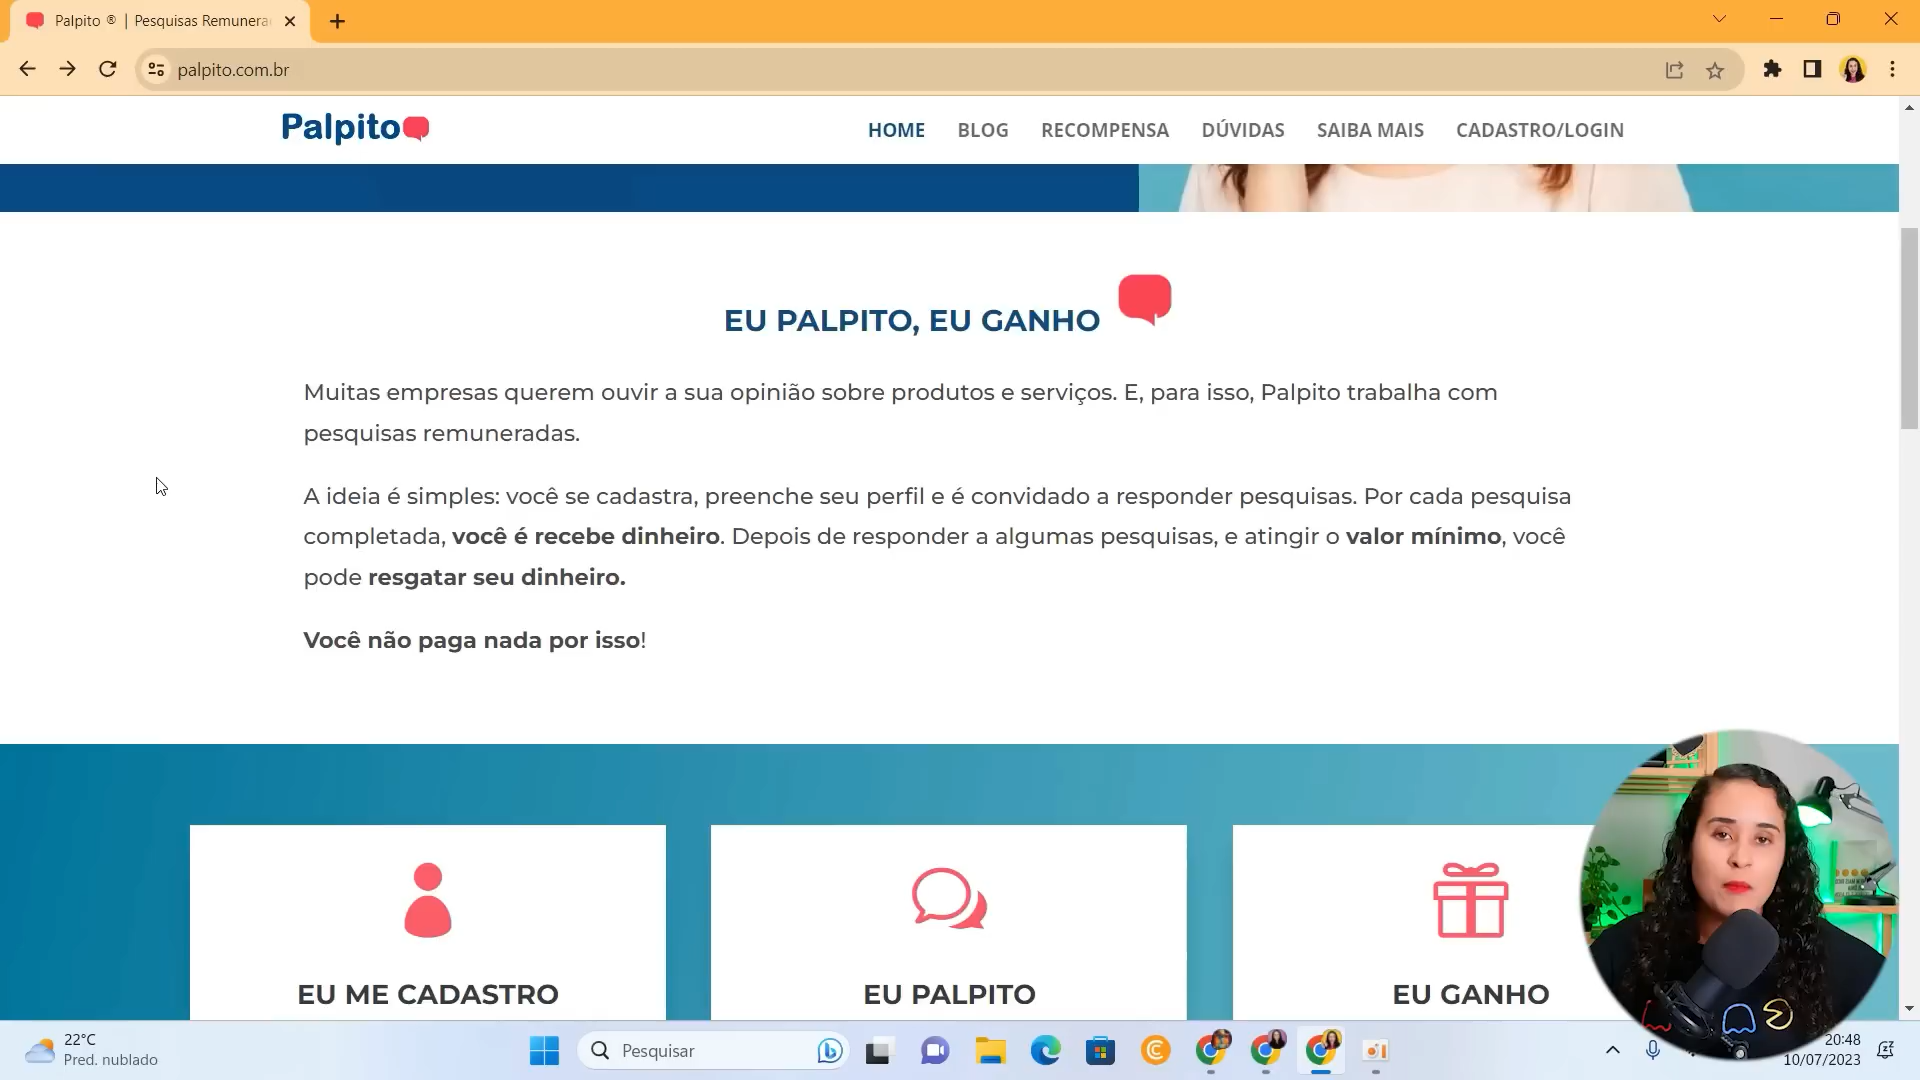 Palpito ® | Pesquisas Remunera
palpito.com.br
Palpito
HOME BLOG RECOMPENSA DÚVIDAS SAIBA MAIS CADASTRO/LOGIN
EU PALPITO, EU GANHO
Muitas empresas querem ouvir a sua opinião sobre produtos e serviços. E, para isso, Palpito trabalha com
pesquisas remuneradas.
A ideia é simples: você se cadastra, preenche seu perfil e é convidado a responder pesquisas. Por cada pesquisa
completada, você é recebe dinheiro. Depois de responder a algumas pesquisas, e atingir o valor mínimo, você
pode resgatar seu dinheiro.
Você não paga nada por isso!
EU ME CADASTRO
EU PALPITO
EU GANHO
22°C
Pred. nublado
Pesquisar
20:48
10/07/2023